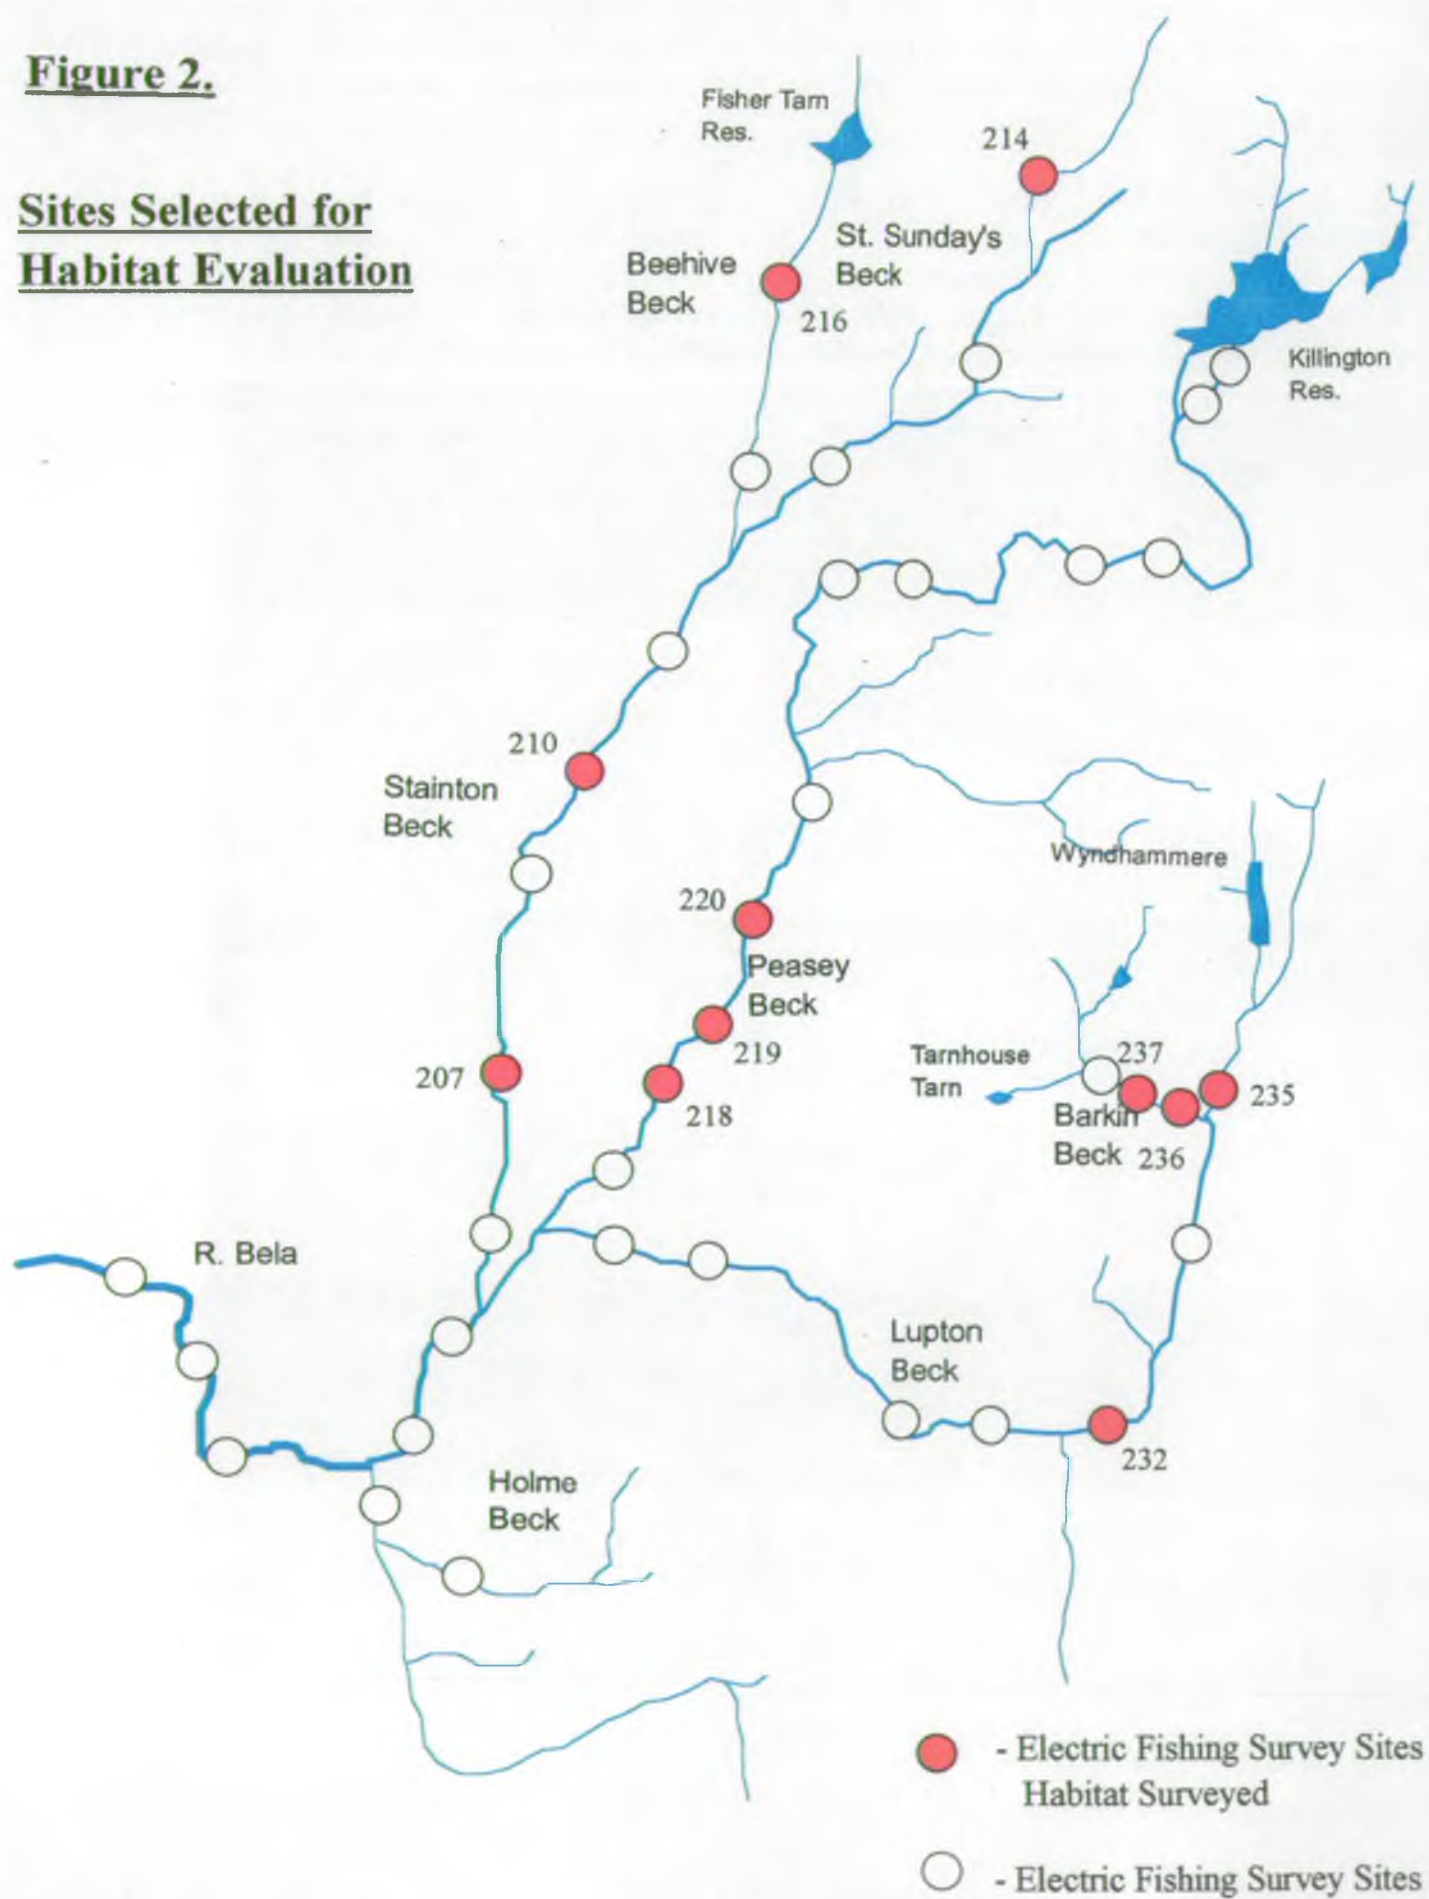 Figure 2.
Sites Selected for
Habitat Evaluation
Fisher Tarn
Res.
214
St. Sunday's
Beck
Beehive
Beck
216
Killington
Res.
210
Stainton
Beck
Wyndhammere
220
Peasey
Beck
219
207
218
Tarnhouse
Tarn
237
235
Barkin
Beck
236
R. Bela
Lupton
Beck
232
Holme
Beck
- Electric Fishing Survey Sites
Habitat Surveyed
- Electric Fishing Survey Sites